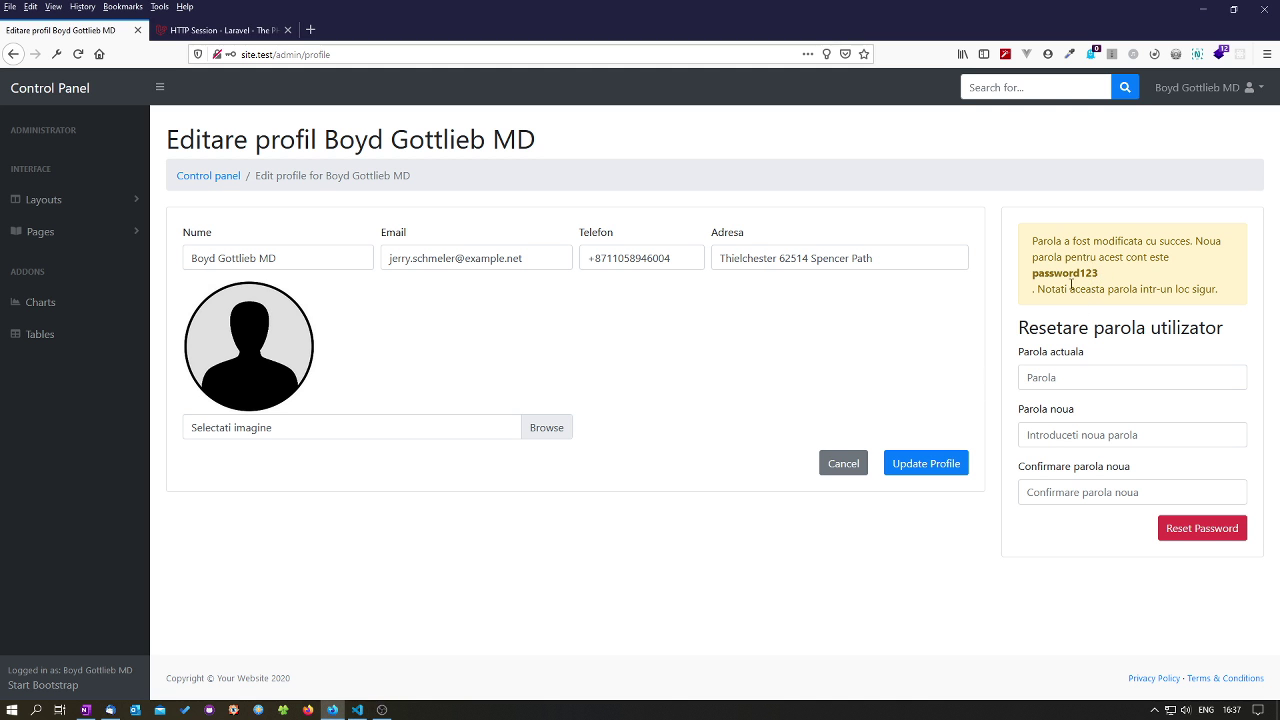 File Edit View History Bookmarks Tools Help
Editare profil Boyd Gottlieb MD
HTTP Session - Laravel - The P
site.test/admin/profile
0
12
Control Panel
Search for...
Boyd Gottlieb MD
ADMINISTRATOR
INTERFACE
Layouts
Pages
ADDONS
Charts
Tables
Logged in as: Boyd Gottlieb MD
Start Bootstrap
Editare profil Boyd Gottlieb MD
Control panel / Edit profile for Boyd Gottlieb MD
Nume Email Telefon Adresa
Boyd Gottlieb MD jerry.schmeler@example.net +8711058946004 Thielchester 62514 Spencer Path
Selectati imagine Browse
Cancel Update Profile
Parola a fost modificata cu succes. Noua
parola pentru acest cont este
password123
. Notati aceasta parola intr-un loc sigur.
Resetare parola utilizator
Parola actuala
Parola
Parola noua
Introduceti noua parola
Confirmare parola noua
Confirmare parola noua
Reset Password
Copyright © Your Website 2020
Privacy Policy · Terms & Conditions
ENG 16:37